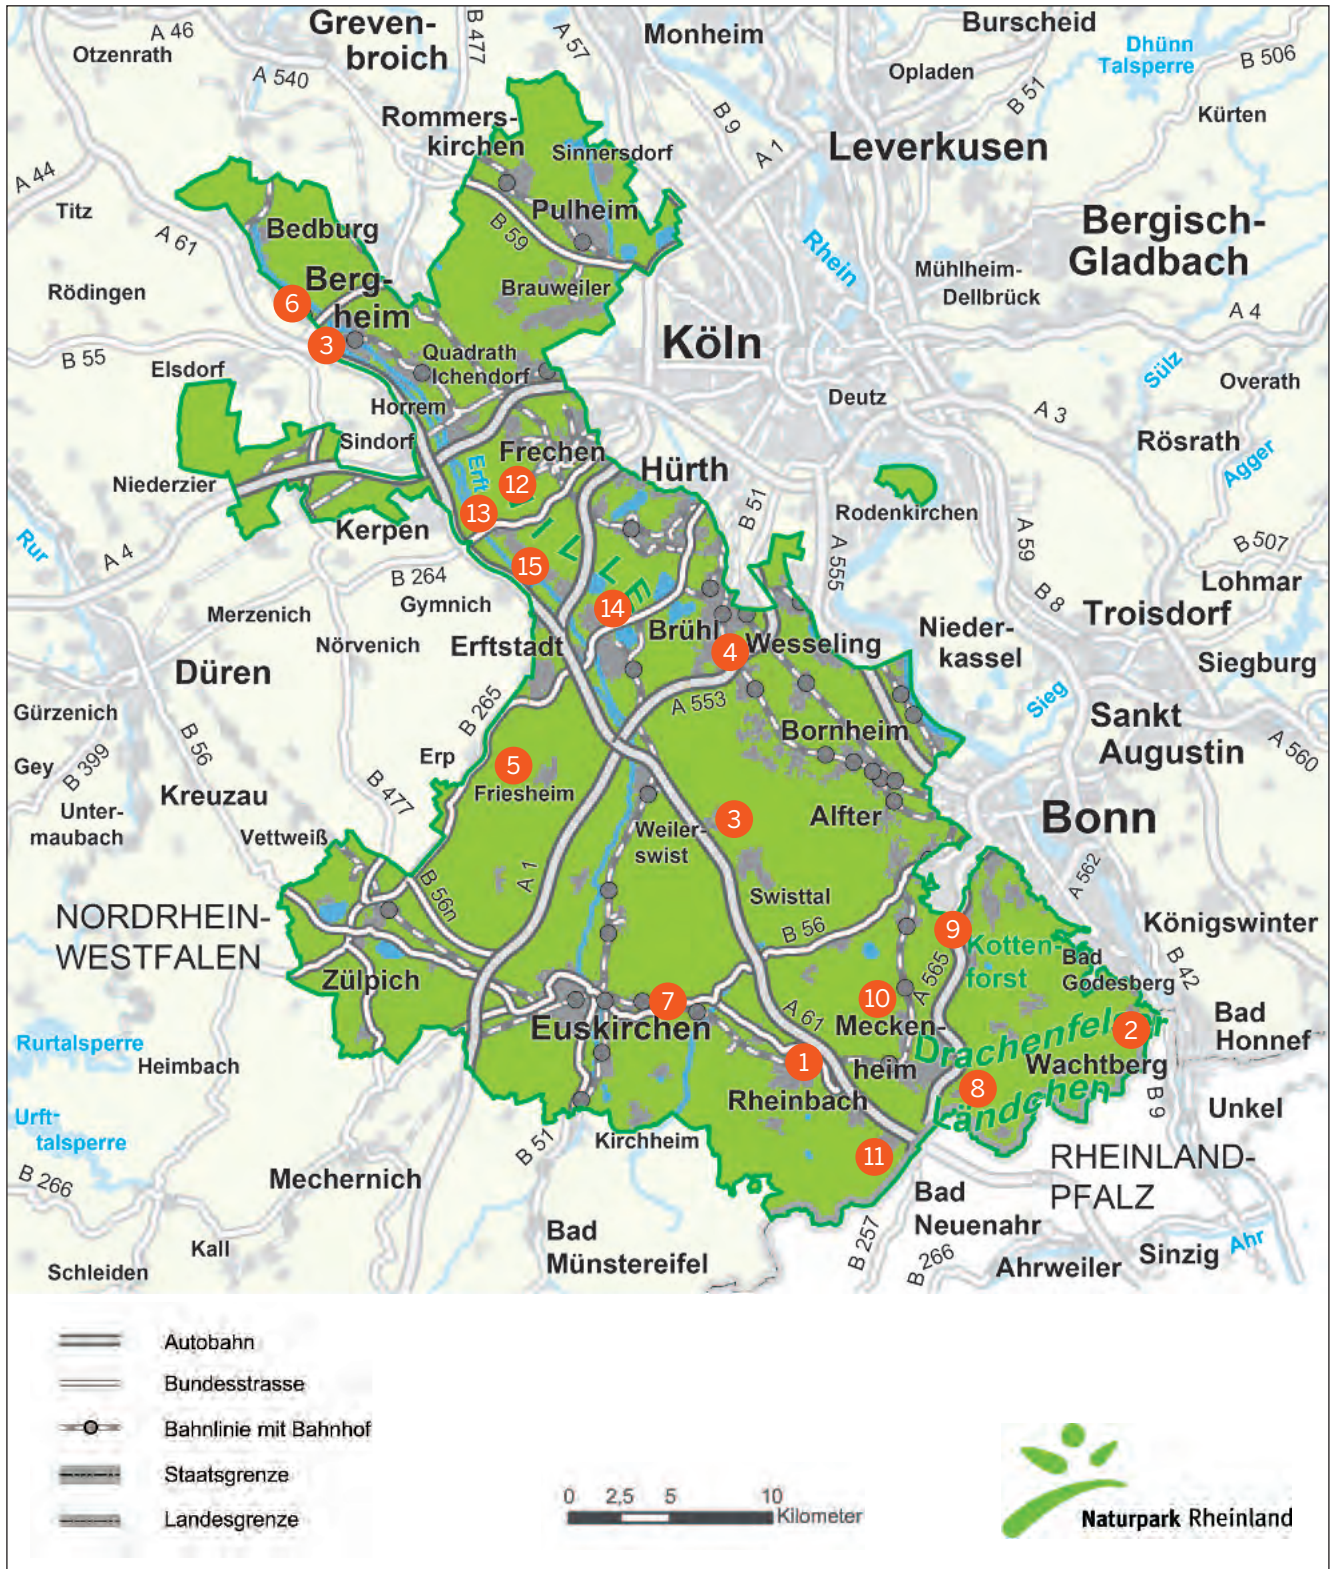 A 46
Otzenrath
Greven-
broich
B 477
A 57
A 540
Monheim
Burscheid
Dhünn
Talsperre
B 506
Opladen
B 51
Kürten
B 9
A 1
Leverkusen
Rommers-
kirchen
Sinnersdorf
A 44
Titz
A 61
Bedburg
Pulheim
B 59
Rhein
Bergisch-
Gladbach
Mühlheim-
Dellbrück
Rödingen
6
Berg-
heim
Brauweiler
A 4
B 55
3
Köln
Quadrath
Ichendorf
Elsdorf
Sülz
Overath
Horrem
Deutz
A 3
Sindorf
Frechen
Rösrath
Hürth
Agger
Niederzier
Erft
12
B 51
Rodenkirchen
Kerpen
13
A 59
Rur
A 4
I L L E
A 555
B 507
15
B 264
Lohmar
Merzenich
Gymnich
14
B 8
Troisdorf
Nörvenich
Erftstadt
Brühl
4
Wesseling
Nieder-
kassel
Siegburg
Düren
B 265
A 553
Sieg
Gürzenich
B 56
Bornheim
Sankt
Augustin
A 560
Gey
B 399
Erp
5
Friesheim
Kreuzau
B 477
Unter-
maubach
Vettweiß
Weiler-
swist
3
Alfter
Bonn
A 1
B 56n
A 562
Swisttal
NORDRHEIN-
WESTFALEN
B 56
9
Königswinter
Kotten-
forst
Bad
Godesberg
B 42
Zülpich
A 565
10
7
Euskirchen
A 61
Mecken-
heim
Bad
Honnef
Rurtalsperre
Heimbach
Drachenfelser
Ländchen
2
Wachtberg
1
Rheinbach
8
B 9
Unkel
Urft-
talsperre
B 51
Kirchheim
11
RHEINLAND-
PFALZ
B 266
Mechernich
Bad
Neuenahr
Kall
Bad
Münstereifel
B 257
B 266
Ahrweiler
Sinzig
Ahr
Schleiden
Autobahn
Bundesstrasse
Bahnlinie mit Bahnhof
Staatsgrenze
Landesgrenze
0 2,5 5 10
Kilometer
Naturpark Rheinland